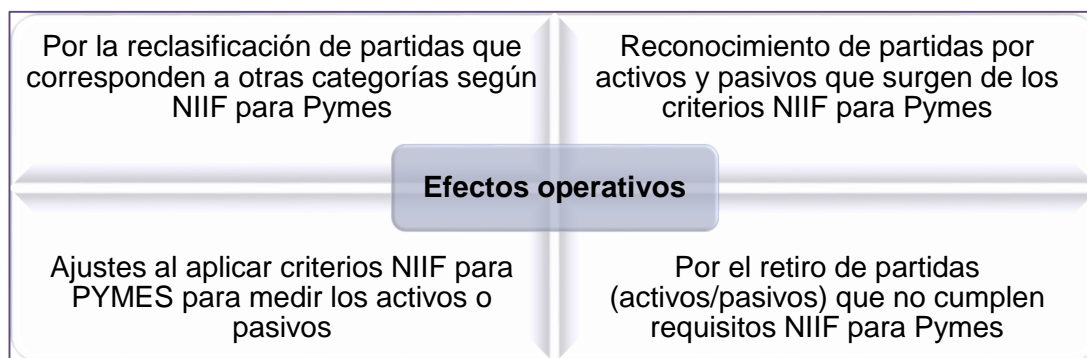 Por la reclasificación de partidas que
corresponden a otras categorías según
NIIF para Pymes
Reconocimiento de partidas por
activos y pasivos que surgen de los
criterios NIIF para Pymes
Efectos operativos
Ajustes al aplicar criterios NIIF para
PYMES para medir los activos o
pasivos
Por el retiro de partidas
(activos/pasivos) que no cumplen
requisitos NIIF para Pymes